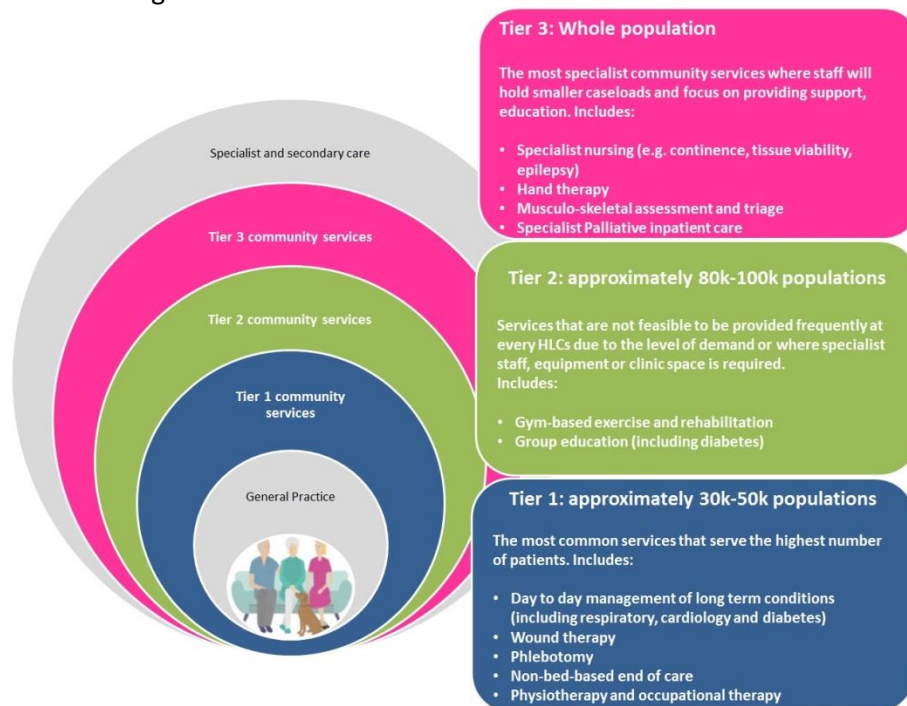 Specialist and secondary care
Tier 3 community services
Tier 2 community services
Tier 1 community
services
General Practice
Tier 3: Whole population
The most specialist community services where staff will
hold smaller caseloads and focus on providing support,
education. Includes:
• Specialist nursing (e.g. continence, tissue viability,
epilepsy)
• Hand therapy
• Musculo-skeletal assessment and triage
• Specialist Palliative inpatient care
Tier 2: approximately 80k-100k populations
Services that are not feasible to be provided frequently at
every HLCs due to the level of demand or where specialist
staff, equipment or clinic space is required.
Includes:
• Gym-based exercise and rehabilitation
• Group education (including diabetes)
Tier 1: approximately 30k-50k populations
The most common services that serve the highest number
of patients. Includes:
• Day to day management of long term conditions
(including respiratory, cardiology and diabetes)
• Wound therapy
• Phlebotomy
• Non-bed-based end of care
• Physiotherapy and occupational therapy